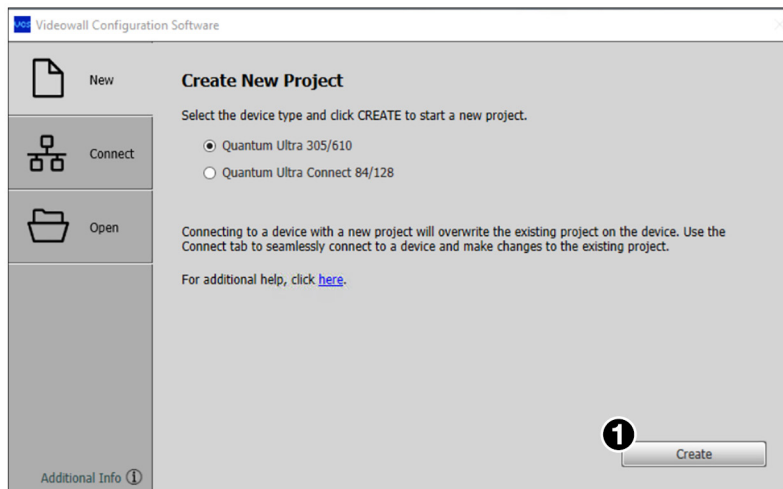 VCS Videowall Configuration Software
New
Connect
Open
Additional Info
Create New Project
Select the device type and click CREATE to start a new project.
Quantum Ultra 305/610
Quantum Ultra Connect 84/128
Connecting to a device with a new project will overwrite the existing project on the device. Use the
Connect tab to seamlessly connect to a device and make changes to the existing project.
For additional help, click here.
1
Create